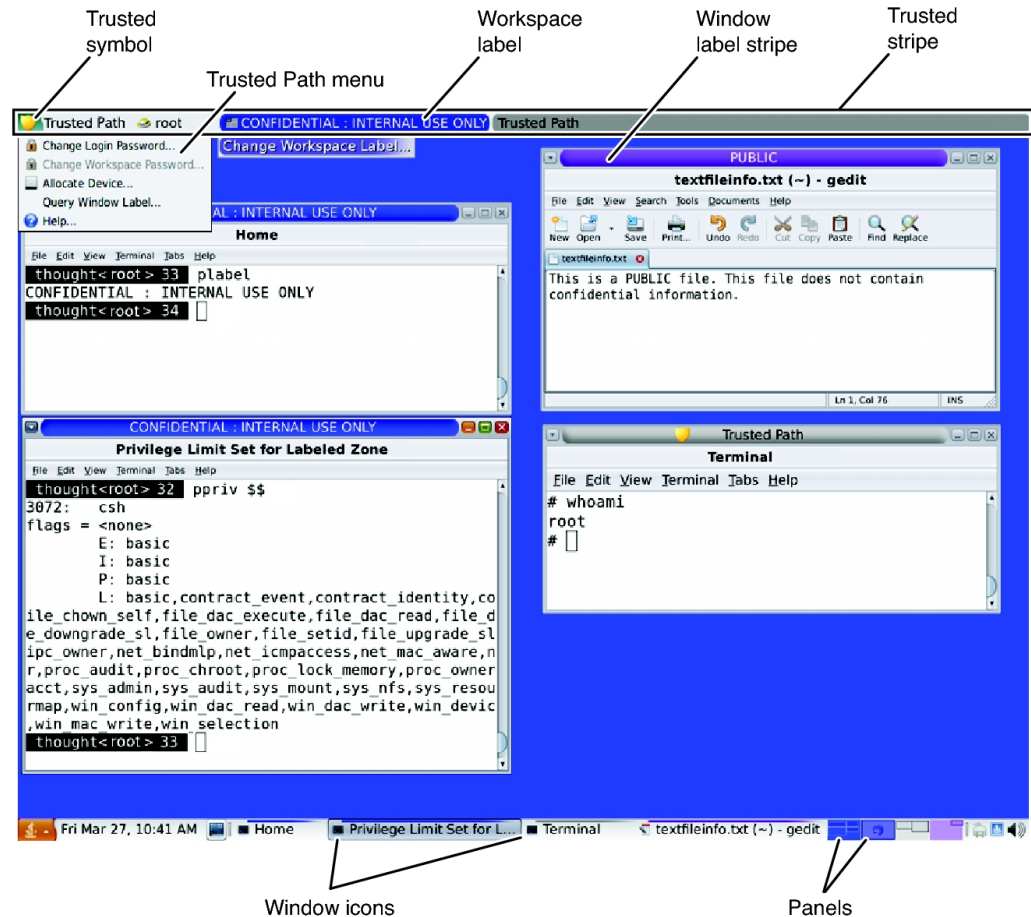 Trusted symbol
Workspace label
Window label stripe
Trusted stripe
Trusted Path menu
Trusted Path root
CONFIDENTIAL : INTERNAL USE ONLY
Trusted Path
Change Workspace Label...
Change Login Password...
Change Workspace Password...
Allocate Device...
Query Window Label...
Help...
AL : INTERNAL USE ONLY
Home
File Edit View Terminal Tabs Help
thought<root> 33 plabel
CONFIDENTIAL : INTERNAL USE ONLY
thought<root> 34
PUBLIC
textfileinfo.txt (~) - gedit
File Edit View Search Tools Documents Help
New Open Save Print... Undo Redo Cut Copy Paste Find Replace
textfileinfo.txt
This is a PUBLIC file. This file does not contain
confidential information.
Ln 1, Col 76 INS
CONFIDENTIAL : INTERNAL USE ONLY
Privilege Limit Set for Labeled Zone
File Edit View Terminal Tabs Help
thought<root> 32 ppriv $$
3072: csh
flags = <none>
E: basic
I: basic
P: basic
L: basic,contract_event,contract_identity,co
ile_chown_self,file_dac_execute,file_dac_read,file_d
e_downgrade_sl,file_owner,file_setid,file_upgrade_sl
ipc_owner,net_bindmlp,net_icmpaccess,net_mac_aware,n
r,proc_audit,proc_chroot,proc_lock_memory,proc_owner
acct,sys_admin,sys_audit,sys_mount,sys_nfs,sys_resou
rmap,win_config,win_dac_read,win_dac_write,win_devic
,win_mac_write,win_selection
thought<root> 33
Trusted Path
Terminal
File Edit View Terminal Tabs Help
# whoami
root
#
Fri Mar 27, 10:41 AM
Home
Privilege Limit Set for L...
Terminal
textfileinfo.txt (~) - gedit
Window icons
Panels